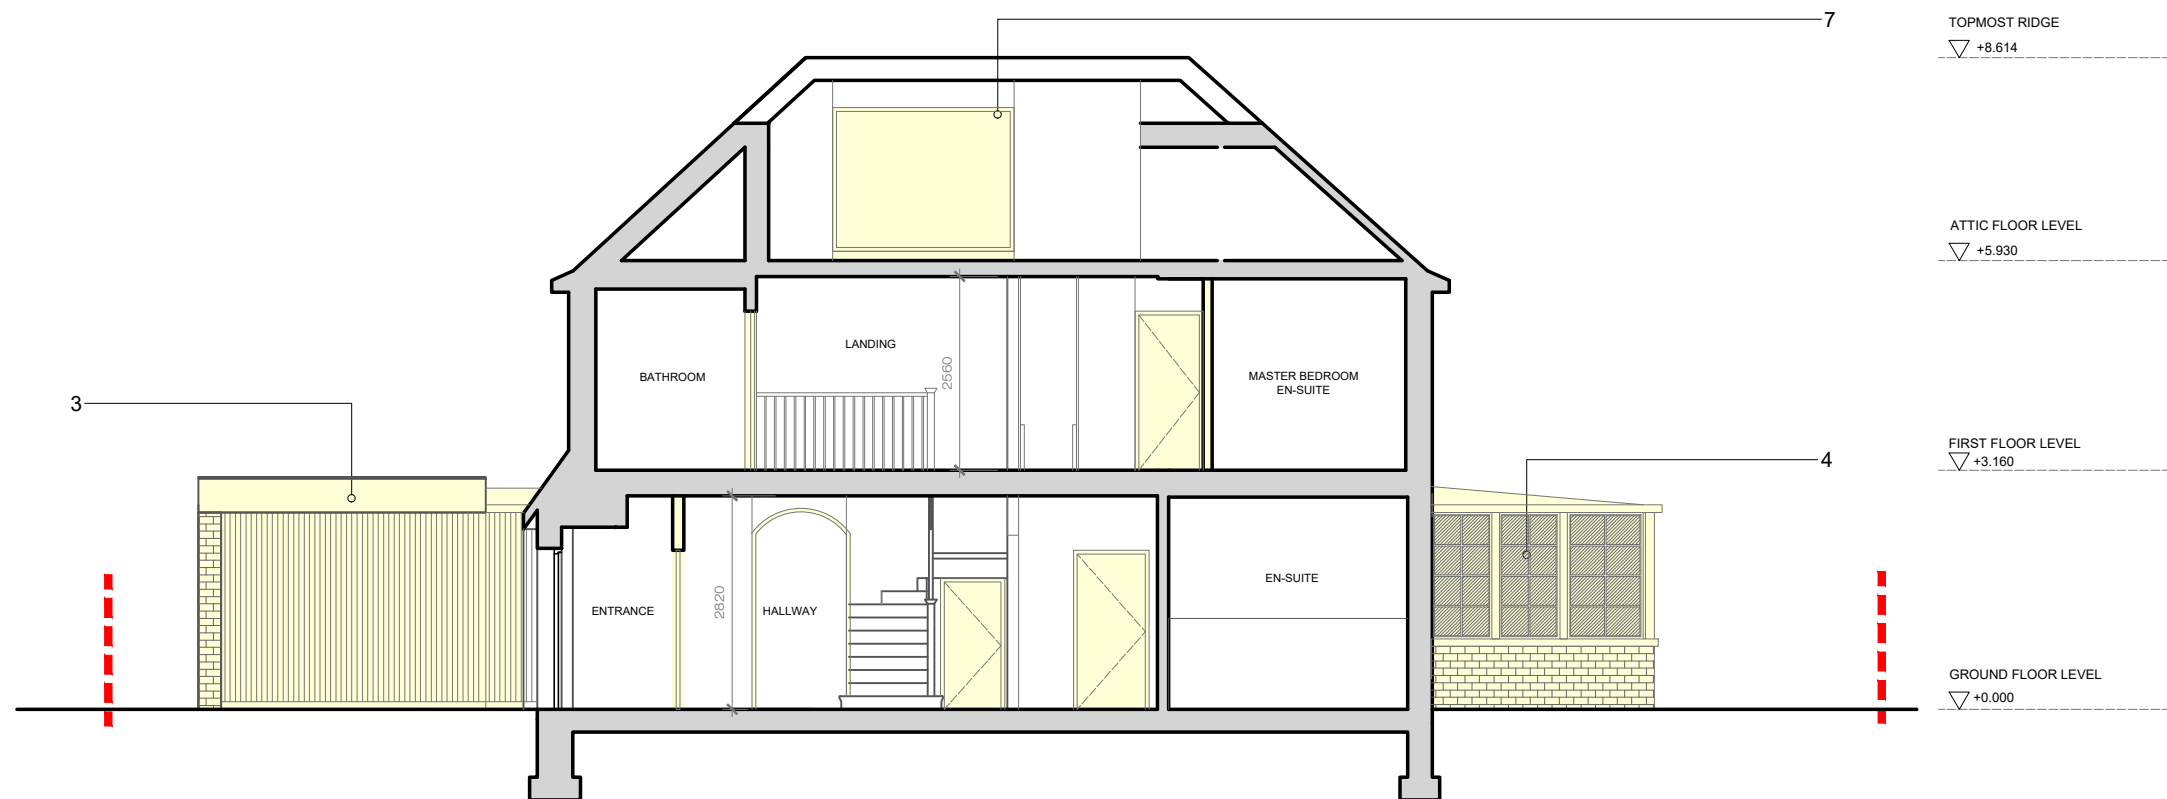 7
TOPMOST RIDGE
+8.614
ATTIC FLOOR LEVEL
+5.930
LANDING
2560
BATHROOM
MASTER BEDROOM
EN-SUITE
3
FIRST FLOOR LEVEL
+3.160
4
EN-SUITE
ENTRANCE
2820
HALLWAY
GROUND FLOOR LEVEL
+0.000